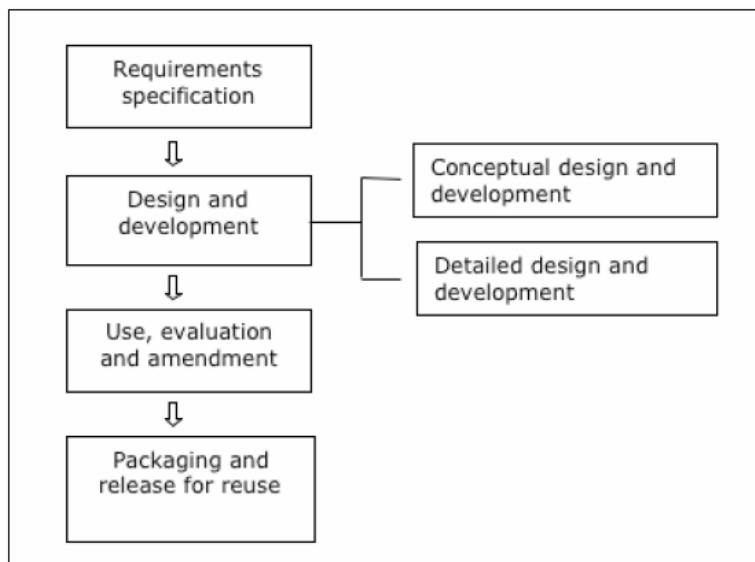 Requirements
specification
Design and
development
Conceptual design and
development
Detailed design and
development
Use, evaluation
and amendment
Packaging and
release for reuse